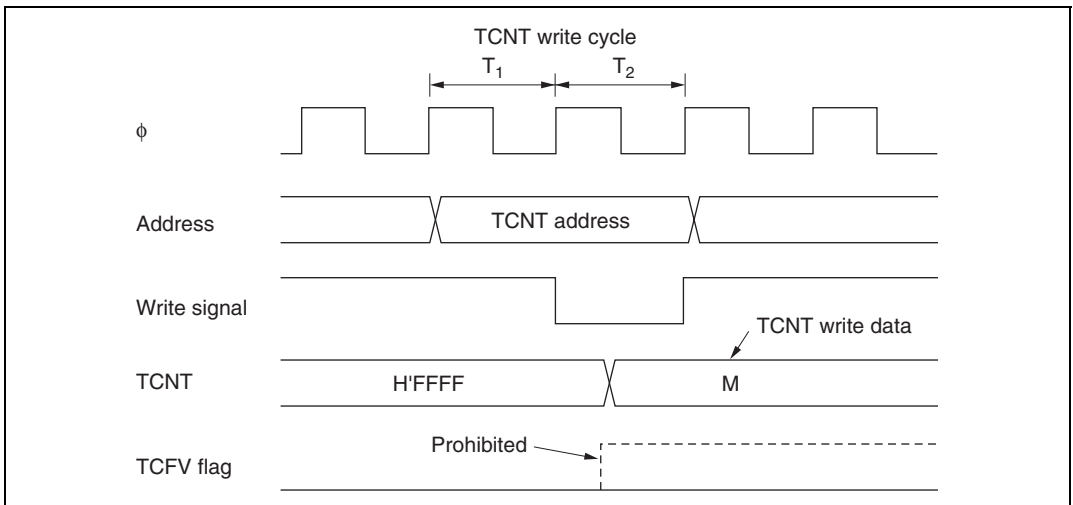 TCNT write cycle
T1 T2
ϕ
Address TCNT address
Write signal
TCNT write data
TCNT H'FFFF M
Prohibited
TCFV flag